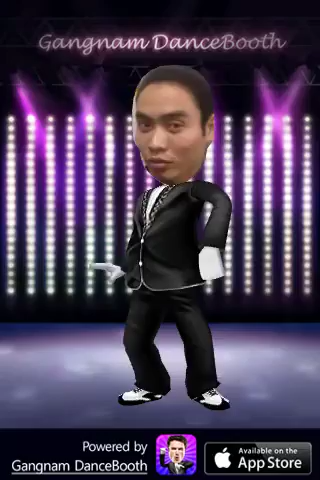 Gangnam DanceBooth
Powered by
Gangnam DanceBooth
Available on the
App Store